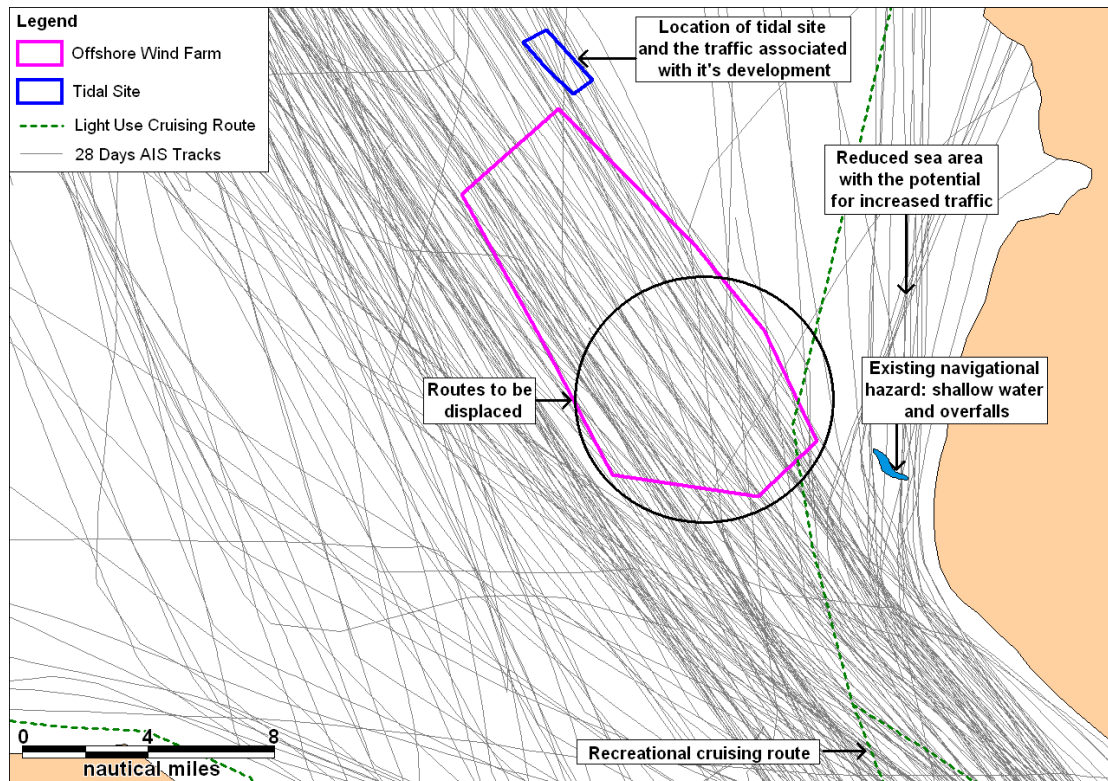 Legend
Offshore Wind Farm
Tidal Site
Light Use Cruising Route
28 Days AIS Tracks
Location of tidal site
and the traffic associated
with it's development
Reduced sea area
with the potential
for increased traffic
Existing navigational
hazard: shallow water
and overfalls
Routes to be
displaced
Recreational cruising route
0 4 8
nautical miles